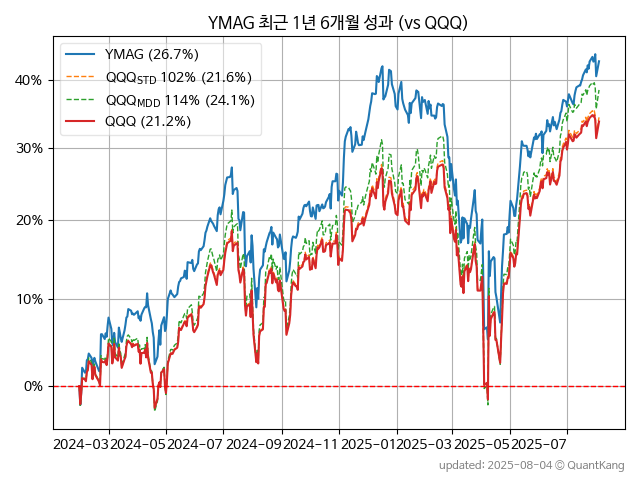 YMAG 최근 1년 6개월 성과 (vs QQQ)
YMAG (26.7%)
QQQSTD 102% (21.6%)
QQQMDD 114% (24.1%)
QQQ (21.2%)
40%
30%
20%
10%
0%
2024-03 2024-05 2024-07 2024-09 2024-11 2025-01 2025-03 2025-05 2025-07
updated: 2025-08-04 © QuantKang